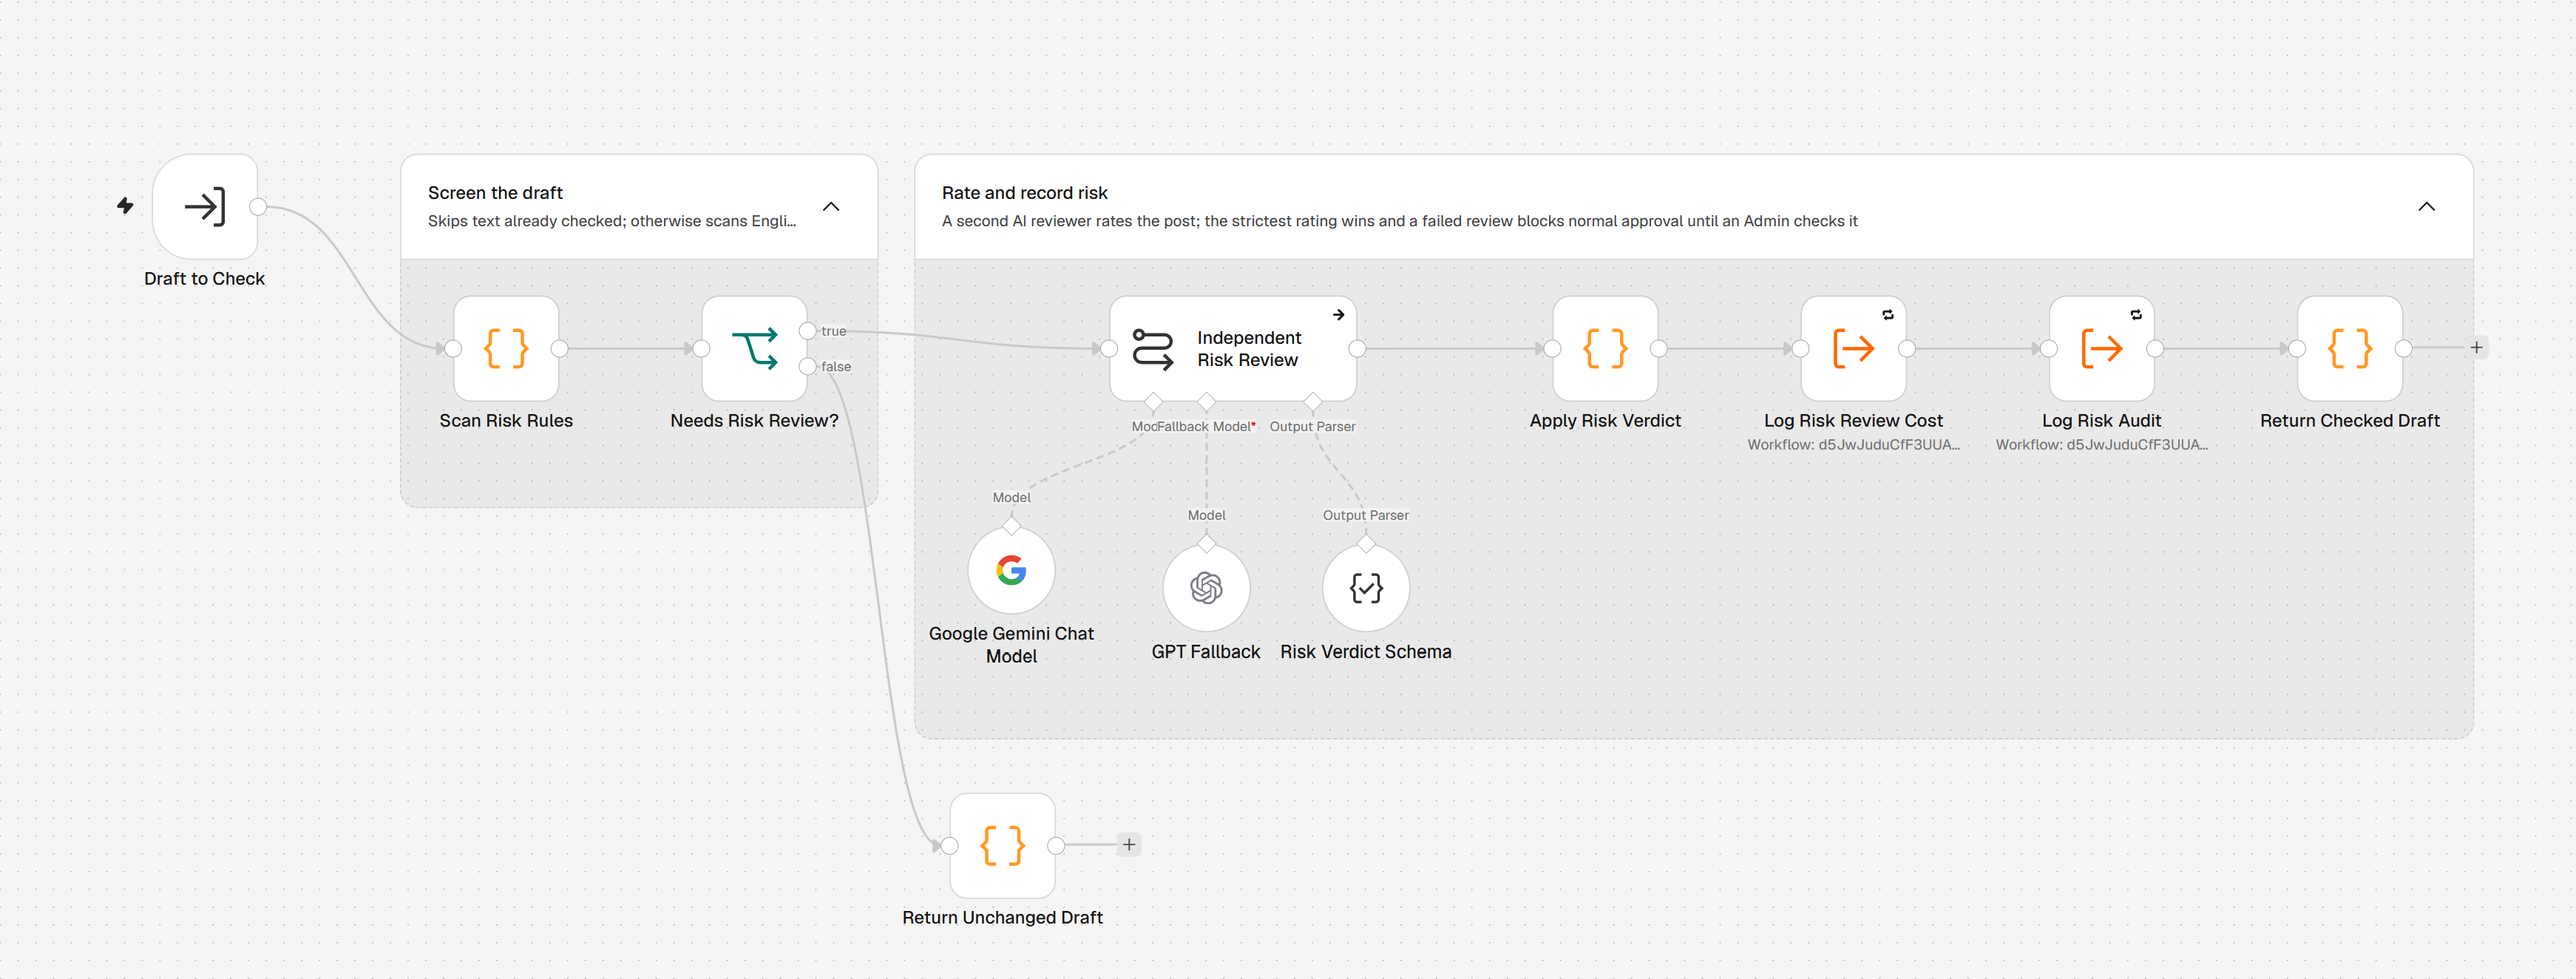 Draft to Check
Screen the draft
Skips text already checked; otherwise scans Engli...
Scan Risk Rules
Needs Risk Review?
true
false
Rate and record risk
A second AI reviewer rates the post; the strictest rating wins and a failed review blocks normal approval until an Admin checks it
Independent
Risk Review
Mod
Fallback Model*
Output Parser
Model
Google Gemini Chat
Model
Model
GPT Fallback
Output Parser
Risk Verdict Schema
Apply Risk Verdict
Log Risk Review Cost
Workflow: d5JwJuduCfF3UUA...
Log Risk Audit
Workflow: d5JwJuduCfF3UUA...
Return Checked Draft
Return Unchanged Draft